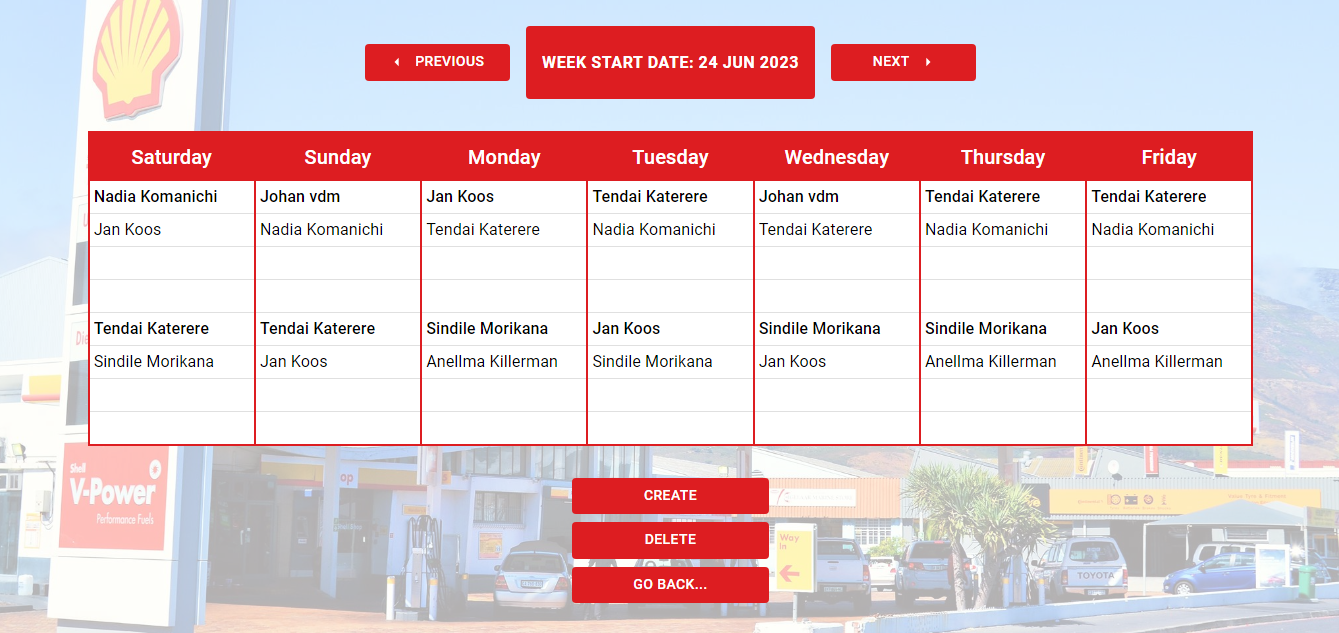 PREVIOUS
WEEK START DATE: 24 JUN 2023
NEXT
Saturday Sunday Monday Tuesday Wednesday Thursday Friday
Nadia Komanichi Johan vdm Jan Koos Tendai Katerere Johan vdm Tendai Katerere Tendai Katerere
Jan Koos Nadia Komanichi Tendai Katerere Nadia Komanichi Tendai Katerere Nadia Komanichi Nadia Komanichi
Tendai Katerere Tendai Katerere Sindile Morikana Jan Koos Sindile Morikana Sindile Morikana Jan Koos
Sindile Morikana Jan Koos Anellma Killerman Sindile Morikana Jan Koos Anellma Killerman Anellma Killerman
Shell
V-Power
Performance Fuels
CREATE
DELETE
GO BACK...
Way
In
TOYOTA